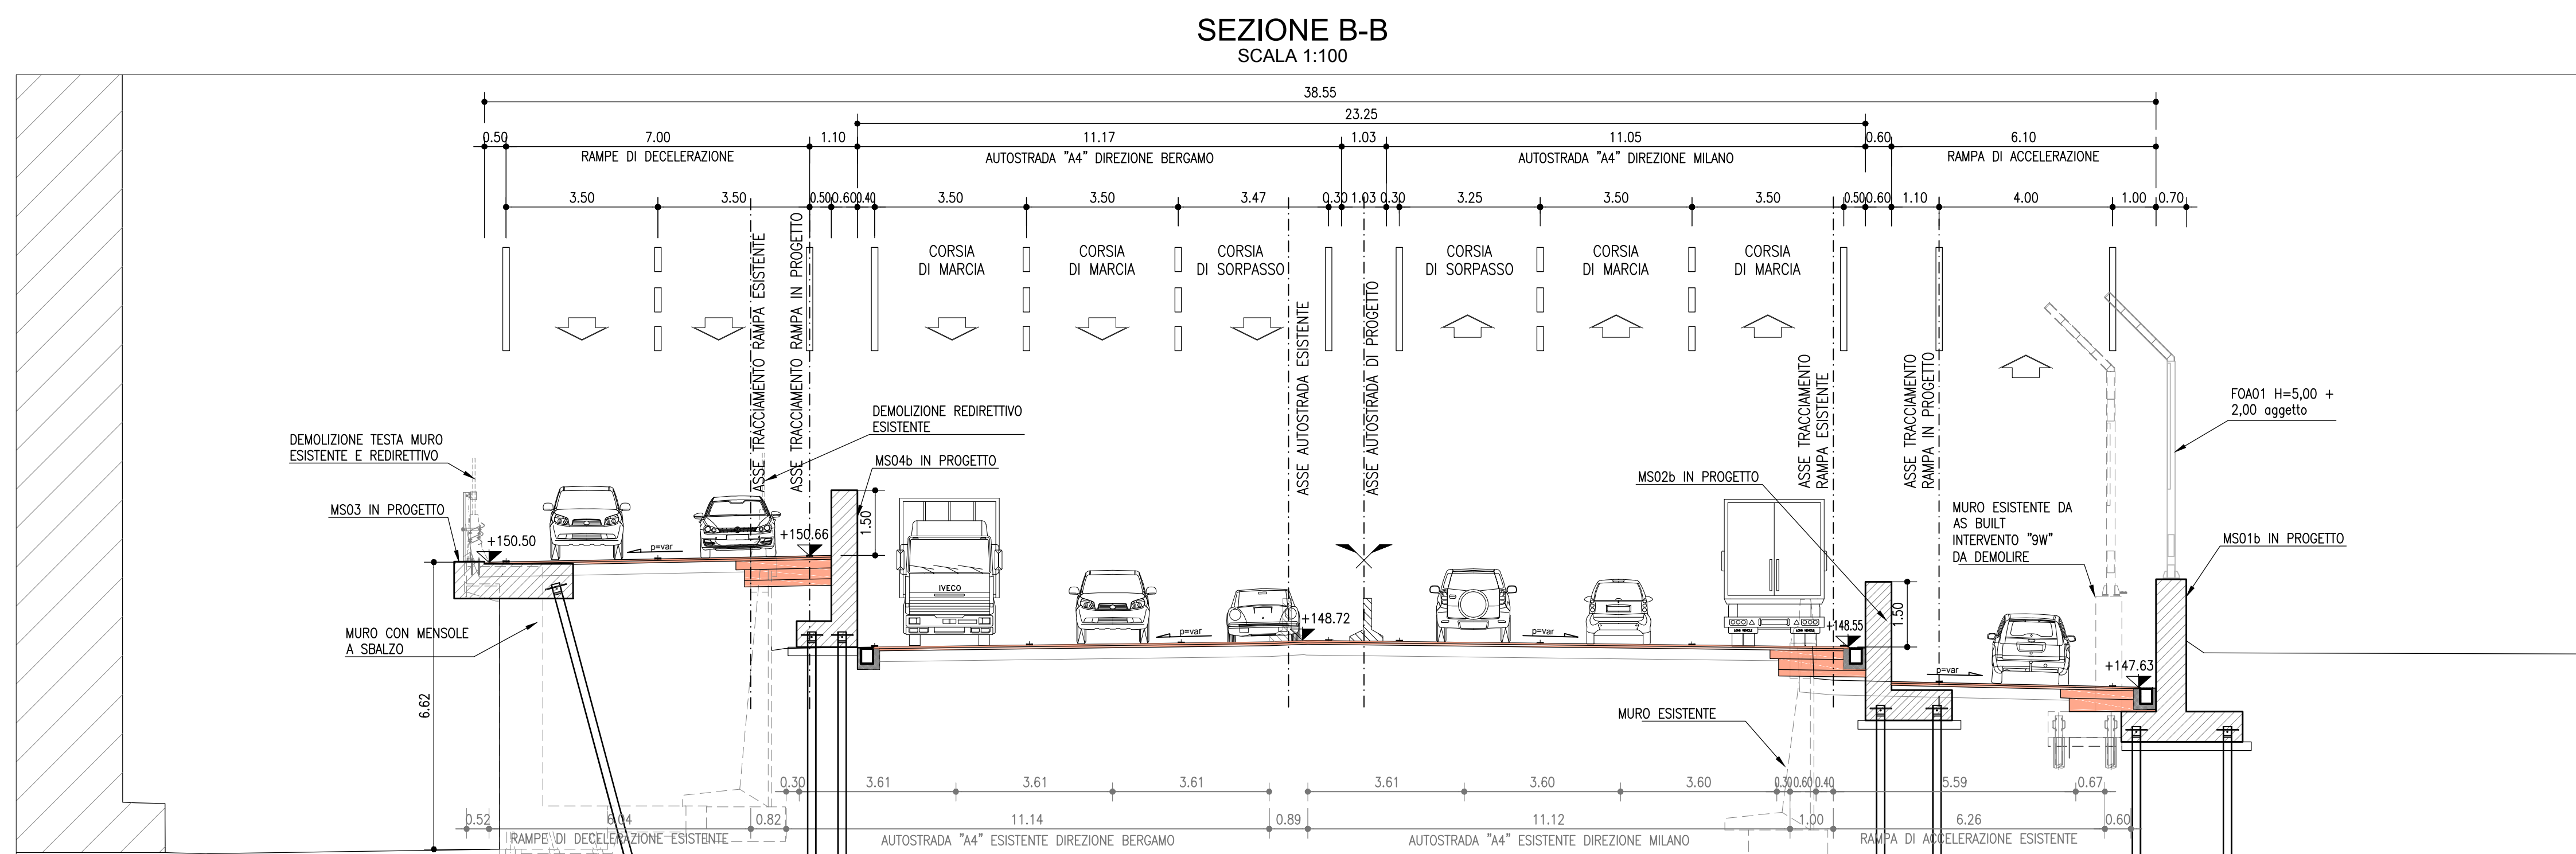 SEZIONE B-B
SCALA 1:100
38.55
23.25
0.50 7.00 1.10 11.17 1.03 11.05 0.60 6.10
RAMPE DI DECELERAZIONE
AUTOSTRADA "A4" DIREZIONE BERGAMO
AUTOSTRADA "A4" DIREZIONE MILANO
RAMPA DI ACCELERAZIONE
3.50 3.50 0.50 0.60 0.40 3.50 3.50 3.47 0.30 1.03 0.30 3.25 3.50 3.50 0.50 0.60 1.10 4.00 1.00 0.70
CORSIA
DI MARCIA
CORSIA
DI MARCIA
CORSIA
DI SORPASSO
CORSIA
DI SORPASSO
CORSIA
DI MARCIA
CORSIA
DI MARCIA
ASSE TRACCIAMENTO RAMPA ESISTENTE
ASSE TRACCIAMENTO RAMPA IN PROGETTO
ASSE AUTOSTRADA ESISTENTE
ASSE AUTOSTRADA DI PROGETTO
ASSE TRACCIAMENTO
RAMPA ESISTENTE
ASSE TRACCIAMENTO
RAMPA IN PROGETTO
FOA01 H=5,00 +
2,00 aggetto
DEMOLIZIONE REDIRETTIVO
ESISTENTE
DEMOLIZIONE TESTA MURO
ESISTENTE E REDIRETTIVO
MS04b IN PROGETTO
MS02b IN PROGETTO
MS03 IN PROGETTO
MURO ESISTENTE DA
AS BUILT
INTERVENTO "9W"
DA DEMOLIRE
MS01b IN PROGETTO
+150.50
p=var
+150.66
1.50
IVECO
p=var
+148.72
p=var
+148.55
1.50
p=var
+147.63
MURO CON MENSOLE
A SBALZO
6.62
MURO ESISTENTE
0.30 3.61 3.61 3.61 3.61 3.60 3.60 0.30 0.60 0.40 5.59 0.67
0.52 6.04 0.82 11.14 0.89 11.12 1.00 6.26 0.60
RAMPE DI DECELERAZIONE ESISTENTE
AUTOSTRADA "A4" ESISTENTE DIREZIONE BERGAMO
AUTOSTRADA "A4" ESISTENTE DIREZIONE MILANO
RAMPA DI ACCELERAZIONE ESISTENTE